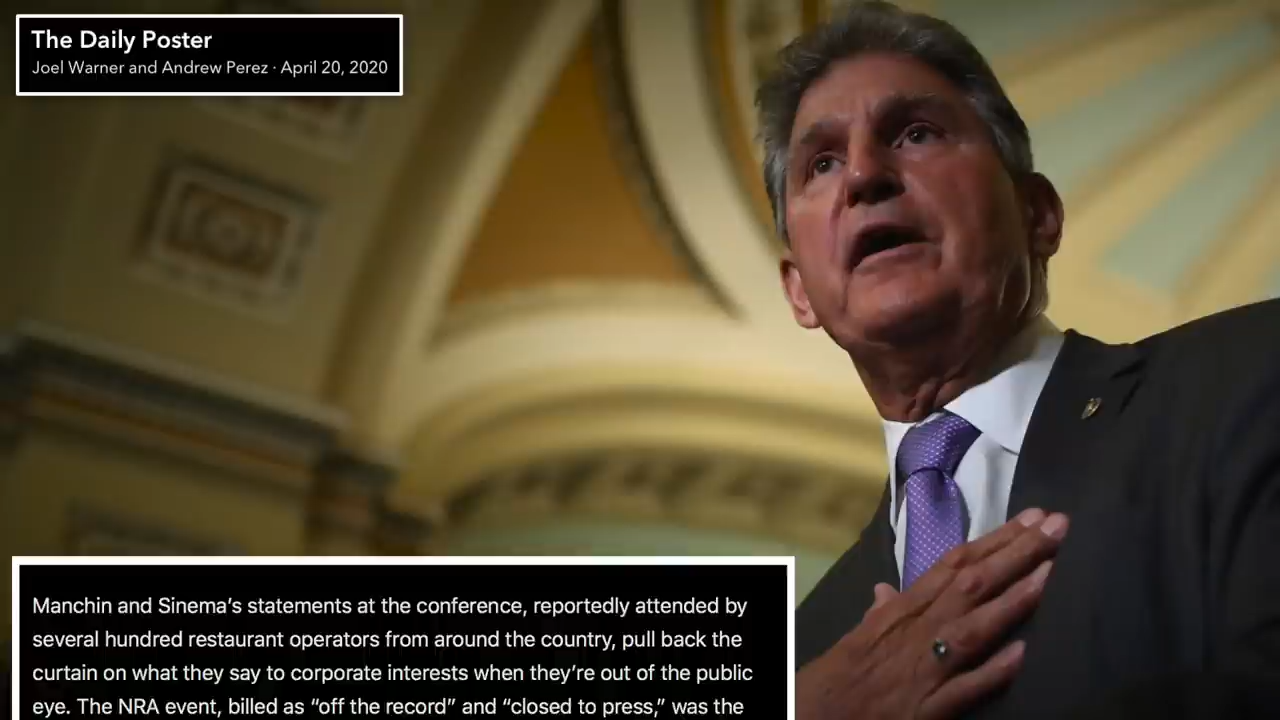 The Daily Poster
Joel Warner and Andrew Perez · April 20, 2020
Manchin and Sinema’s statements at the conference, reportedly attended by
several hundred restaurant operators from around the country, pull back the
curtain on what they say to corporate interests when they’re out of the public
eye. The NRA event, billed as “off the record” and “closed to press,” was the